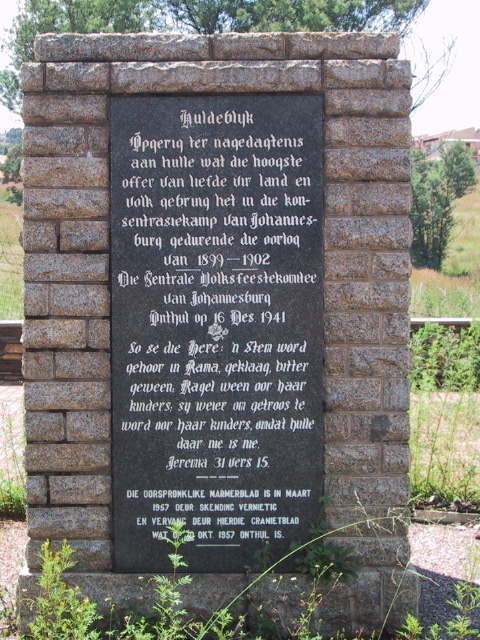 Huldeblyk
Opgerig ter nagedagtenis
aan hulle wat die hoogste
offer van liefde vir land en
volk gebring het in die kon-
sentrasiekamp van Johannes-
burg gedurende die oorlog
van 1899—1902
Die Sentrale Volksfeestekomitee
van Johannesburg
Onthul op 16 Des 1941
So sê die Here: 'n Stem word
gehoor in Rama, geklaag, bitter
geween; Ragel ween oor haar
kinders; sy weier om getroos te
word oor haar kinders, omdat hulle
daar nie is nie.
Jeremia 31 vers 15.
DIE OORSPRONKLIKE MARMERBLAD IS IN MAART
1957 DEUR SKENDING VERNIETIG
EN VERVANG DEUR HIERDIE GRANIETBLAD
WAT OKT. 1957 ONTHUL IS.